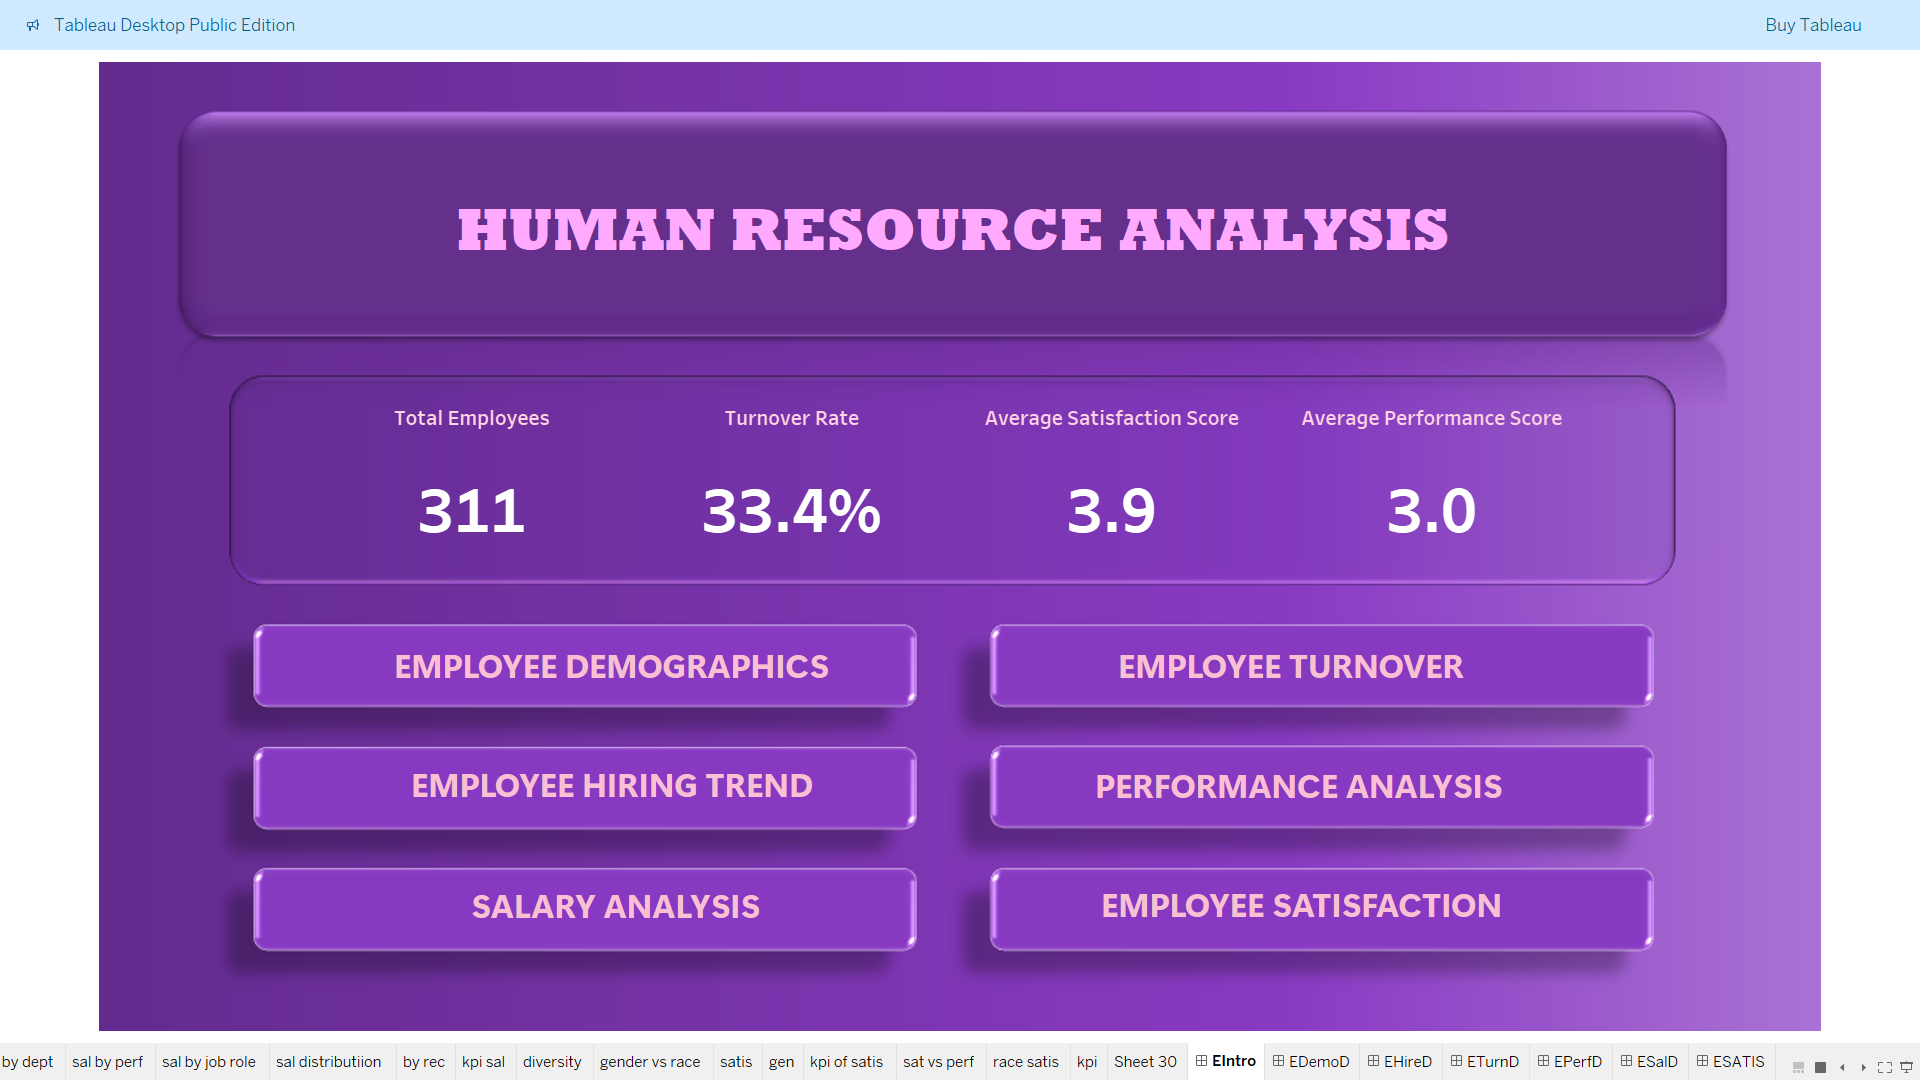 Tableau Desktop Public Edition
Buy Tableau
HUMAN RESOURCE ANALYSIS
Total Employees
Turnover Rate
Average Satisfaction Score
Average Performance Score
311
33.4%
3.9
3.0
EMPLOYEE DEMOGRAPHICS
EMPLOYEE TURNOVER
EMPLOYEE HIRING TREND
PERFORMANCE ANALYSIS
SALARY ANALYSIS
EMPLOYEE SATISFACTION
by dept sal by perf sal by job role sal distributiion by rec kpi sal diversity gender vs race satis gen kpi of satis sat vs perf race satis kpi Sheet 30 EIntro EDemoD EHireD ETurnD EPerfD ESalD ESATIS